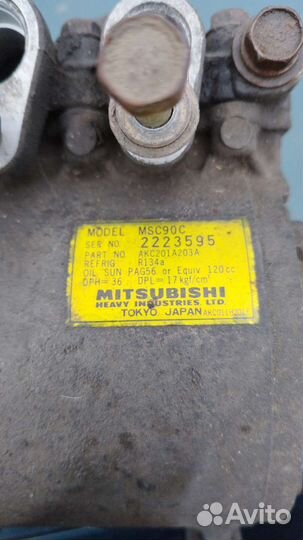 MODEL MSC90C
SER NO. 2223595
PART NO. AKC201A203A
REFRIG R134a
OIL SUN PAG56 or Equiv 120cc
DPH=36 DPL=17kgf/cm²
MITSUBISHI
HEAVY INDUSTRIES. LTD.
TOKYO JAPAN
Avito